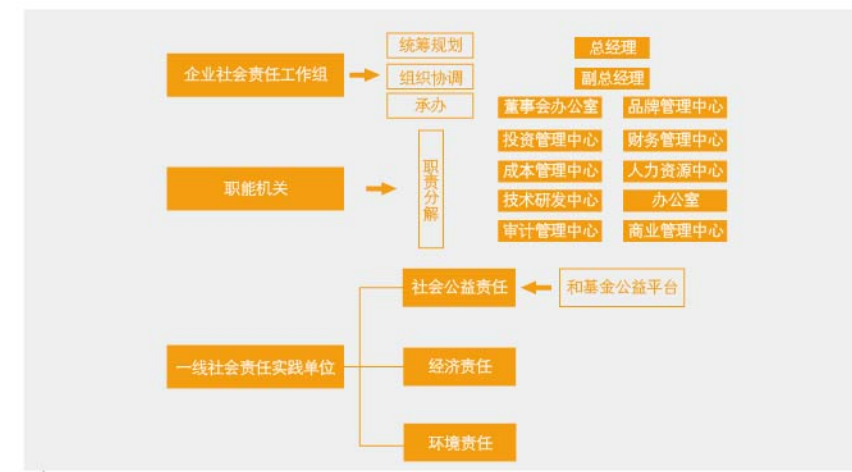 统筹规划
总经理
企业社会责任工作组
组织协调
副总经理
承办
董事会办公室
品牌管理中心
投资管理中心
财务管理中心
职能机关
职责分解
成本管理中心
人力资源中心
技术研发中心
办公室
审计管理中心
商业管理中心
社会公益责任
和基金公益平台
一线社会责任实践单位
经济责任
环境责任